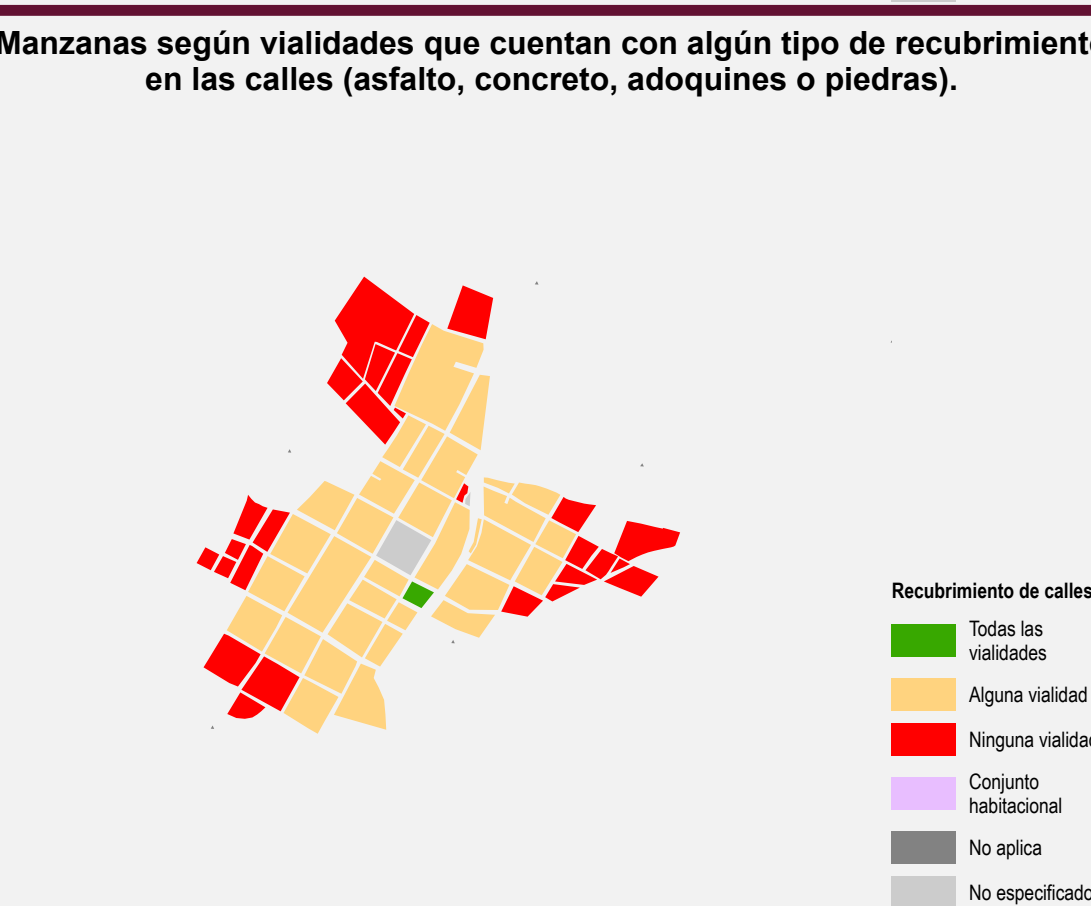 Manzanas según vialidades que cuentan con algún tipo de recubrimiento
en las calles (asfalto, concreto, adoquines o piedras).
Recubrimiento de calles
Todas las
vialidades
Alguna vialidad
Ninguna vialidad
Conjunto
habitacional
No aplica
No especificado